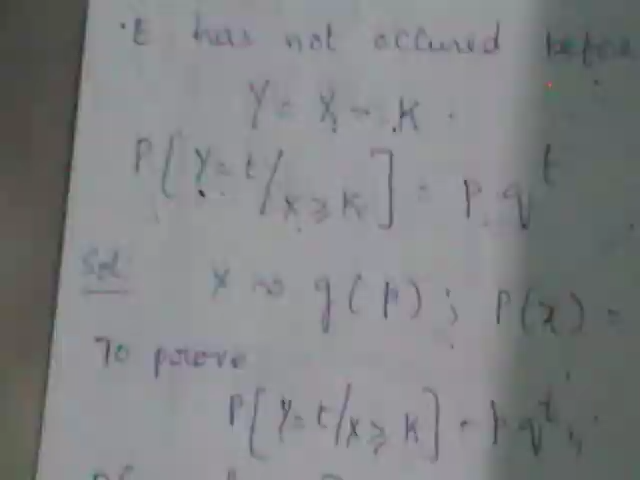 ·E has not occured before
Y = X - K.
P[Y=t/X≥K] = p.q^t
Sol X ~ g(p); P(x) =
To prove
P[Y=t/X≥K] = p.q^t,